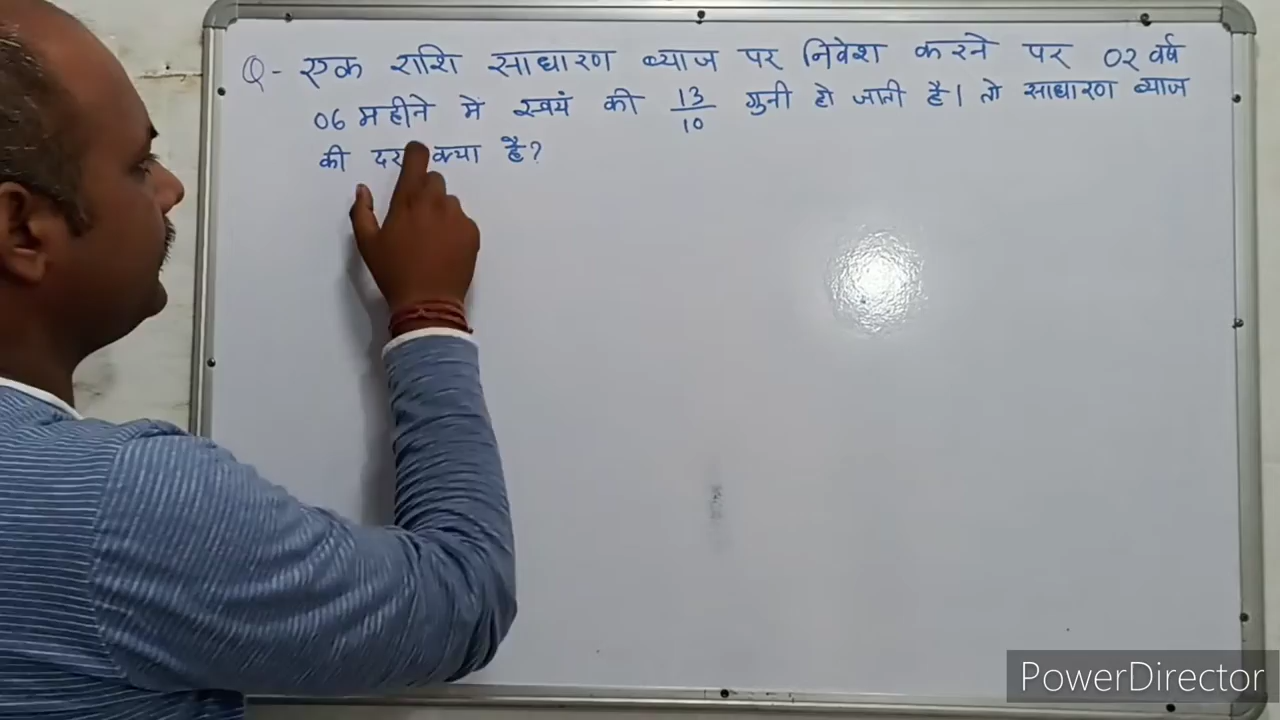 Q- एक राशि साधारण ब्याज पर निवेश करने पर 02 वर्ष
06 महीने में स्वयं की 13/10 गुनी हो जाती है। तो साधारण ब्याज
की दर क्या है?
PowerDirector